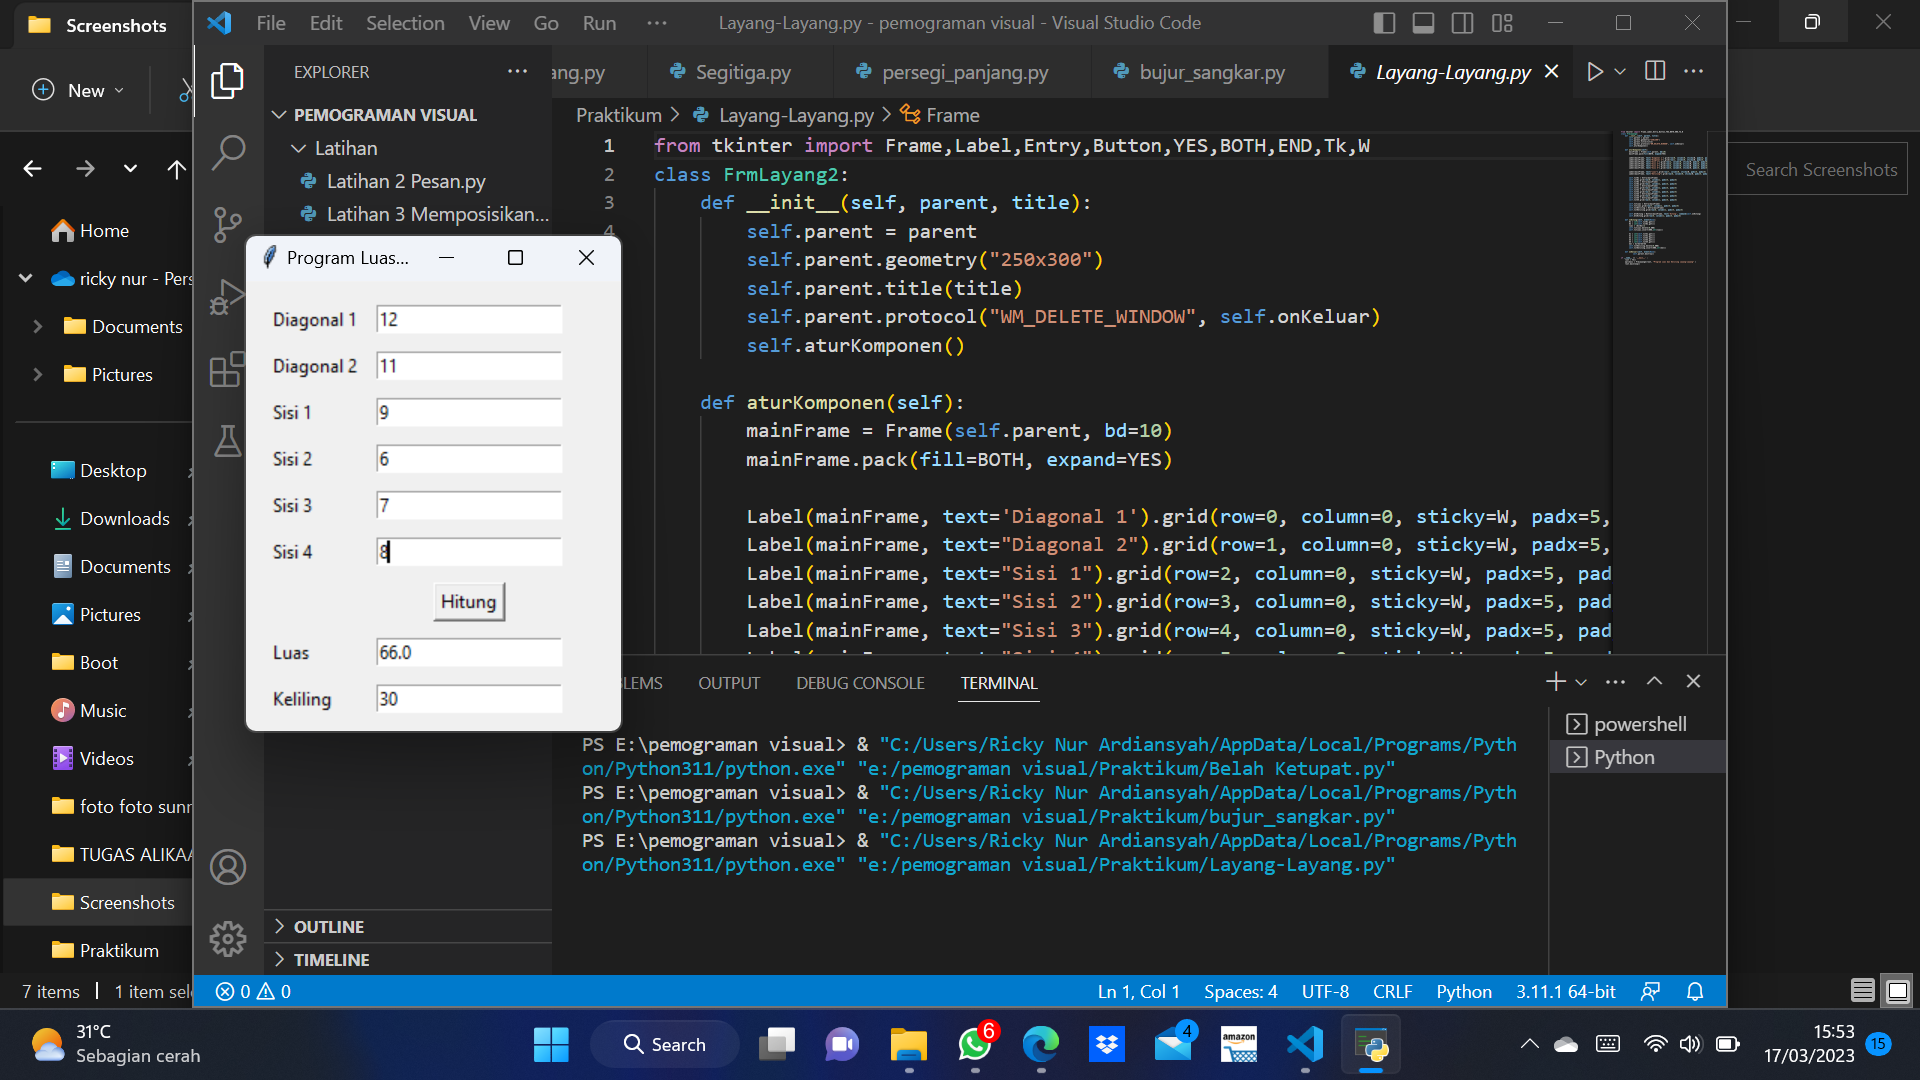 Screenshots
New
Home
ricky nur - Pers
Documents
Pictures
Desktop
Downloads
Documents
Pictures
Boot
Music
Videos
foto foto sunr
TUGAS ALIKA
Screenshots
Praktikum
7 items
1 item sele
File Edit Selection View Go Run ···
Layang-Layang.py - pemograman visual - Visual Studio Code
EXPLORER ···
PEMOGRAMAN VISUAL
Latihan
Latihan 2 Pesan.py
Latihan 3 Memposisikan...
OUTLINE
TIMELINE
ang.py
Segitiga.py
persegi_panjang.py
bujur_sangkar.py
Layang-Layang.py
Praktikum > Layang-Layang.py > Frame
1 from tkinter import Frame,Label,Entry,Button,YES,BOTH,END,Tk,W
2 class FrmLayang2:
3 def __init__(self, parent, title):
4 self.parent = parent
self.parent.geometry("250x300")
self.parent.title(title)
self.parent.protocol("WM_DELETE_WINDOW", self.onKeluar)
self.aturKomponen()
def aturKomponen(self):
mainFrame = Frame(self.parent, bd=10)
mainFrame.pack(fill=BOTH, expand=YES)
Label(mainFrame, text='Diagonal 1').grid(row=0, column=0, sticky=W, padx=5,
Label(mainFrame, text="Diagonal 2").grid(row=1, column=0, sticky=W, padx=5,
Label(mainFrame, text="Sisi 1").grid(row=2, column=0, sticky=W, padx=5, pad
Label(mainFrame, text="Sisi 2").grid(row=3, column=0, sticky=W, padx=5, pad
Label(mainFrame, text="Sisi 3").grid(row=4, column=0, sticky=W, padx=5, pad
Program Luas...
Diagonal 1 12
Diagonal 2 11
Sisi 1 9
Sisi 2 6
Sisi 3 7
Sisi 4 8
Hitung
Luas 66.0
Keliling 30
BLEMS OUTPUT DEBUG CONSOLE TERMINAL
PS E:\pemograman visual> & "C:/Users/Ricky Nur Ardiansyah/AppData/Local/Programs/Pyth
on/Python311/python.exe" "e:/pemograman visual/Praktikum/Belah Ketupat.py"
PS E:\pemograman visual> & "C:/Users/Ricky Nur Ardiansyah/AppData/Local/Programs/Pyth
on/Python311/python.exe" "e:/pemograman visual/Praktikum/bujur_sangkar.py"
PS E:\pemograman visual> & "C:/Users/Ricky Nur Ardiansyah/AppData/Local/Programs/Pyth
on/Python311/python.exe" "e:/pemograman visual/Praktikum/Layang-Layang.py"
powershell
Python
0 0
Ln 1, Col 1 Spaces: 4 UTF-8 CRLF Python 3.11.1 64-bit
Search Screenshots
31°C
Sebagian cerah
Search
6
4
amazon
15:53
17/03/2023
15